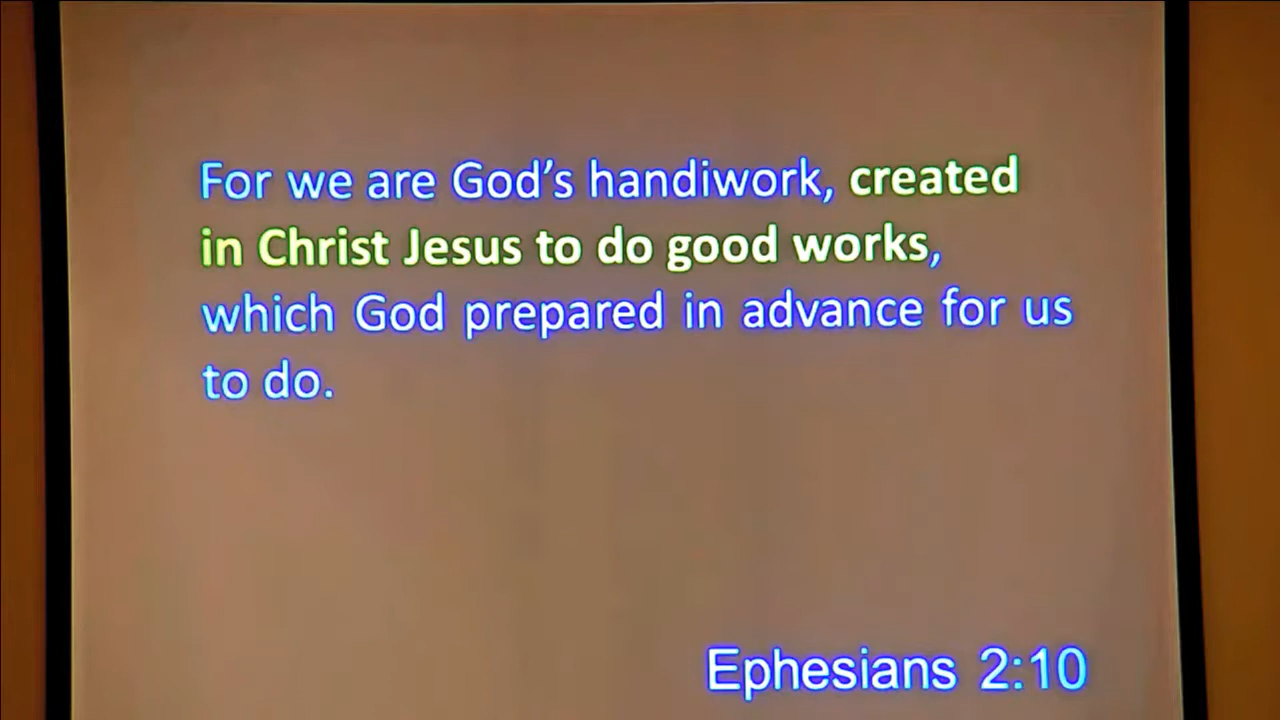 For we are God’s handiwork, created
in Christ Jesus to do good works,
which God prepared in advance for us
to do.
Ephesians 2:10